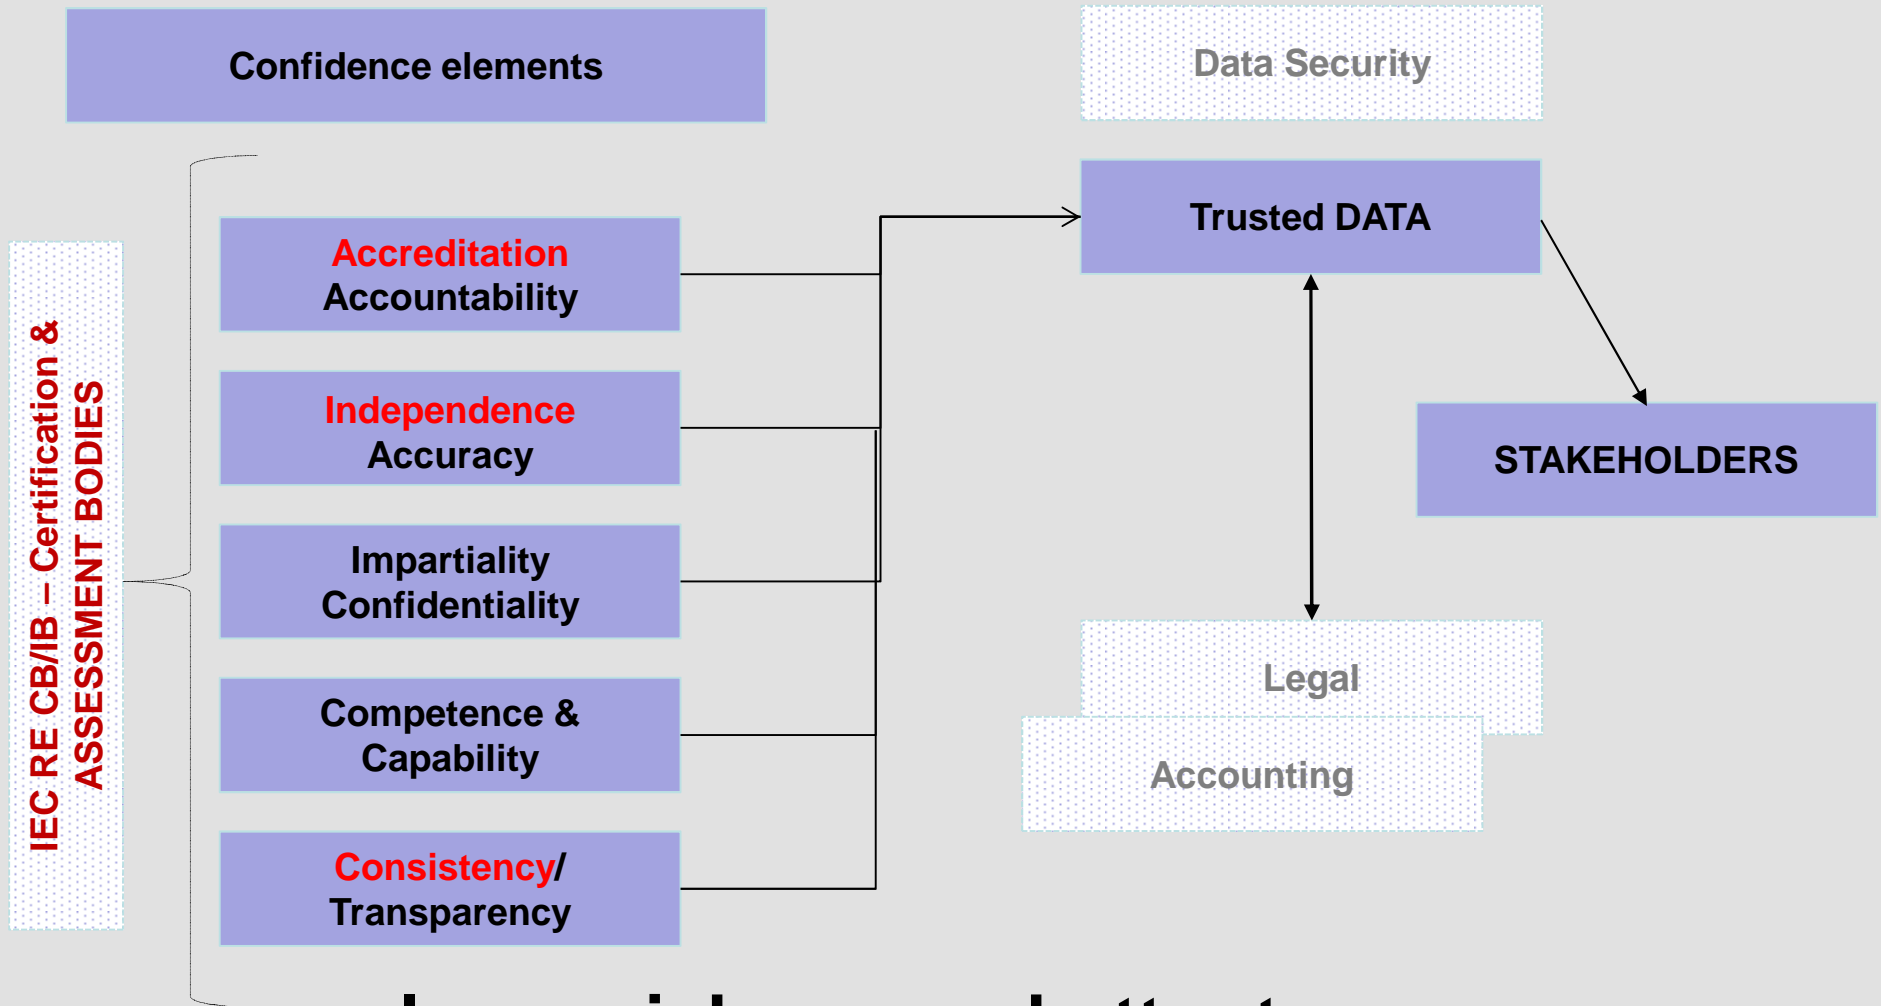 Confidence elements
Data Security
IEC RE CB/IB – Certification &
ASSESSMENT BODIES
Accreditation
Accountability
Independence
Accuracy
Impartiality
Confidentiality
Competence &
Capability
Consistency/
Transparency
Trusted DATA
STAKEHOLDERS
Legal
Accounting